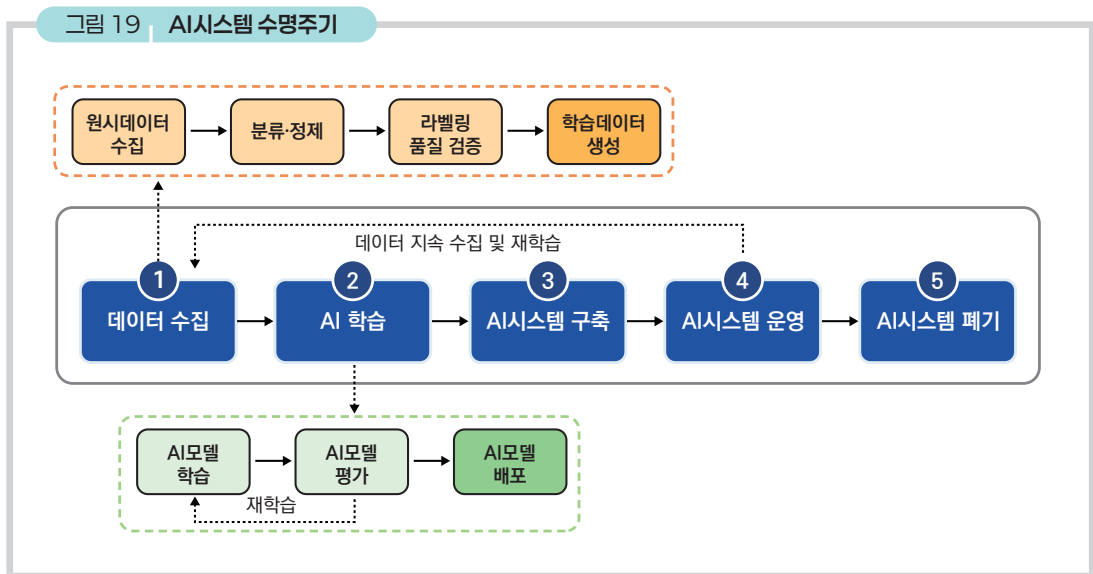 그림 19 AI시스템 수명주기
원시데이터
수집
분류·정제
라벨링
품질 검증
학습데이터
생성
데이터 지속 수집 및 재학습
1
데이터 수집
2
AI 학습
3
AI시스템 구축
4
AI시스템 운영
5
AI시스템 폐기
AI모델
학습
AI모델
평가
AI모델
배포
재학습